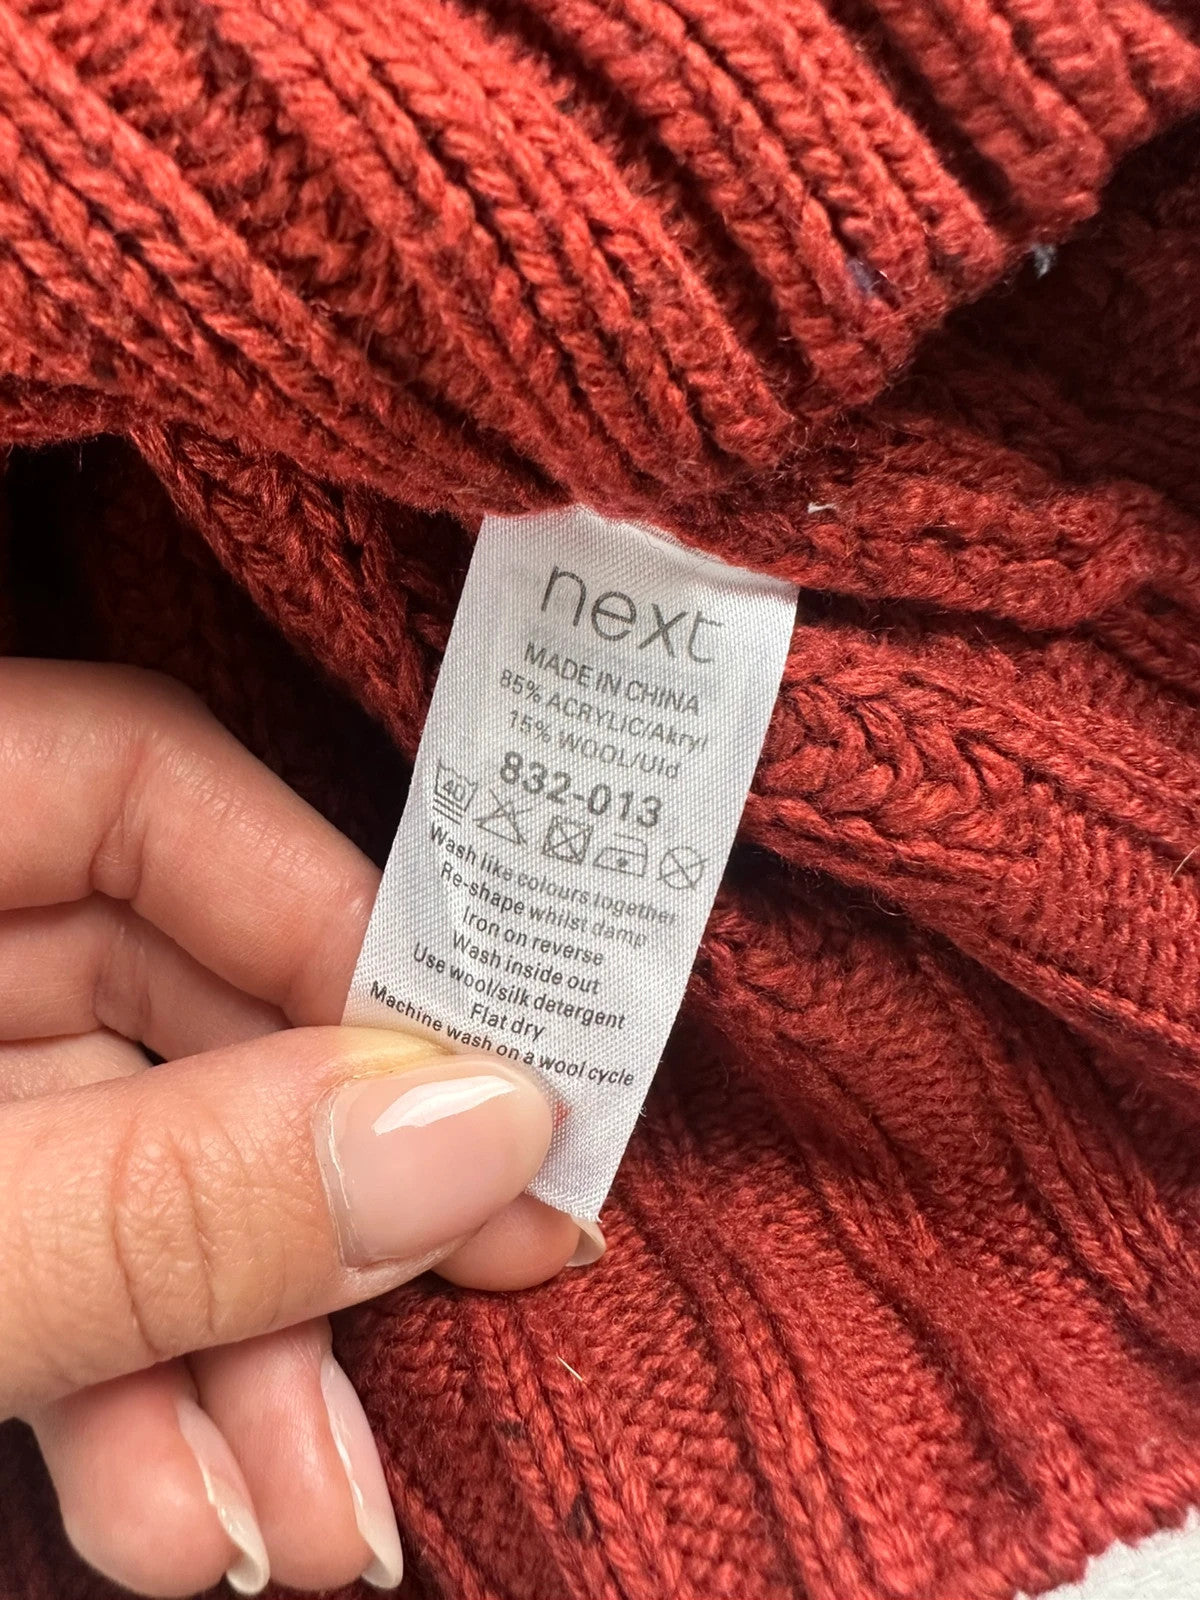 next
MADE IN CHINA
85% ACRYLIC/Akryl
15% WOOL/Uld
832-013
40
Wash like colours together
Re-shape whilst damp
Iron on reverse
Wash inside out
Use wool/silk detergent
Flat dry
Machine wash on a wool cycle